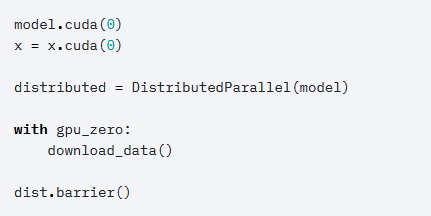 model.cuda(0)
x = x.cuda(0)
distributed = DistributedParallel(model)
with gpu_zero:
    download_data()
dist.barrier()